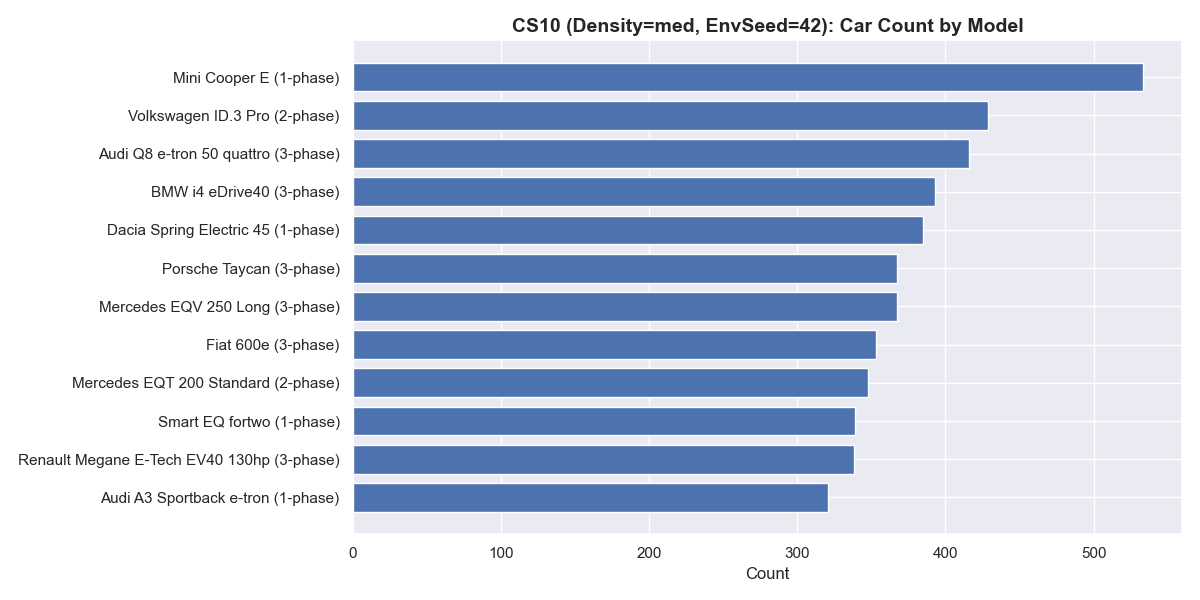 CS10 (Density=med, EnvSeed=42): Car Count by Model
Mini Cooper E (1-phase)
Volkswagen ID.3 Pro (2-phase)
Audi Q8 e-tron 50 quattro (3-phase)
BMW i4 eDrive40 (3-phase)
Dacia Spring Electric 45 (1-phase)
Porsche Taycan (3-phase)
Mercedes EQV 250 Long (3-phase)
Fiat 600e (3-phase)
Mercedes EQT 200 Standard (2-phase)
Smart EQ fortwo (1-phase)
Renault Megane E-Tech EV40 130hp (3-phase)
Audi A3 Sportback e-tron (1-phase)
0 100 200 300 400 500
Count